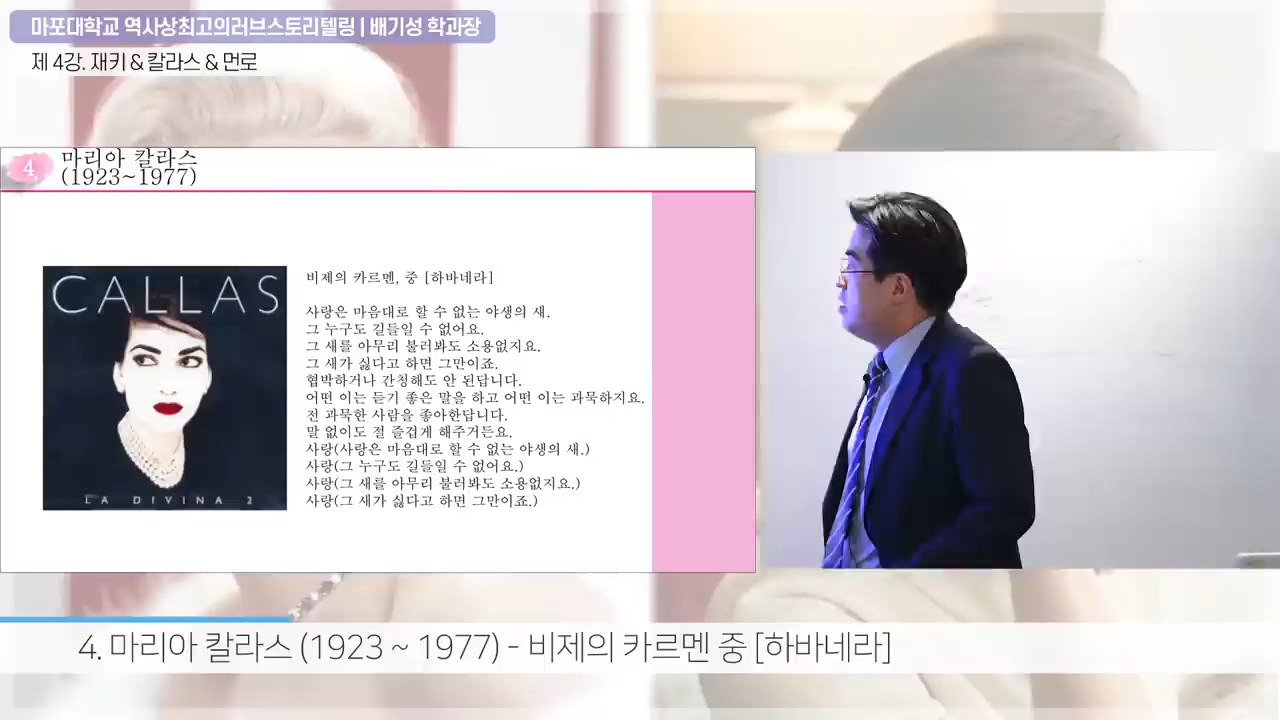 마포대학교 역사상최고의러브스토리텔링 | 배기성 학과장
제 4강. 재키 & 칼라스 & 먼로
4. 마리아 칼라스
(1923~1977)
CALLAS
LA DIVINA 2
비제의 카르멘, 중 [하바네라]
사랑은 마음대로 할 수 없는 야생의 새.
그 누구도 길들일 수 없어요.
그 새를 아무리 불러봐도 소용없지요.
그 새가 싫다고 하면 그만이죠.
협박하거나 간청해도 안 된답니다.
어떤 이는 듣기 좋은 말을 하고 어떤 이는 과묵하지요.
전 과묵한 사람을 좋아한답니다.
말 없이도 절 즐겁게 해주거든요.
사랑(사랑은 마음대로 할 수 없는 야생의 새.)
사랑(그 누구도 길들일 수 없어요.)
사랑(그 새를 아무리 불러봐도 소용없지요.)
사랑(그 새가 싫다고 하면 그만이죠.)
4. 마리아 칼라스 (1923 ~ 1977) - 비제의 카르멘 중 [하바네라]